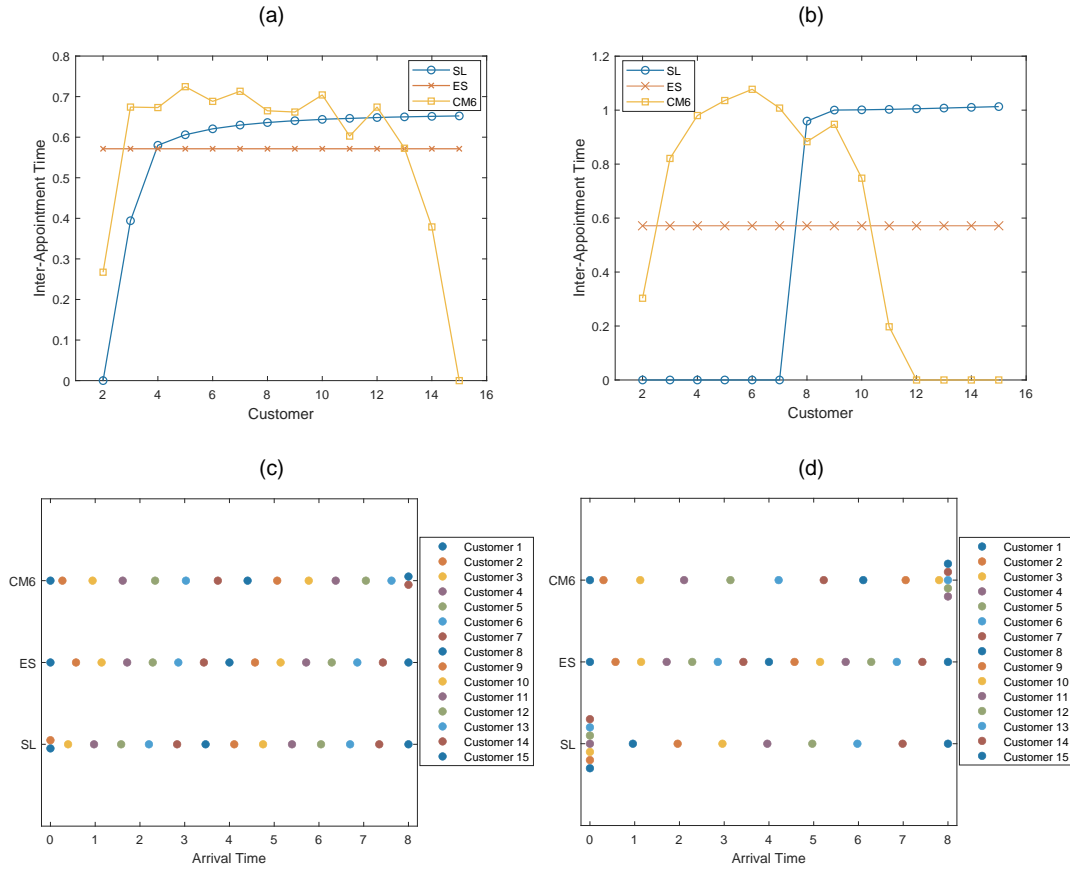 (a)
0.8
0.7
0.6
0.5
0.4
0.3
0.2
0.1
0
Inter-Appointment Time
2 4 6 8 10 12 14 16
Customer
SL
ES
CM6
(b)
1.2
1
0.8
0.6
0.4
0.2
0
Inter-Appointment Time
2 4 6 8 10 12 14 16
Customer
SL
ES
CM6
(c)
CM6
ES
SL
0 1 2 3 4 5 6 7 8
Arrival Time
Customer 1
Customer 2
Customer 3
Customer 4
Customer 5
Customer 6
Customer 7
Customer 8
Customer 9
Customer 10
Customer 11
Customer 12
Customer 13
Customer 14
Customer 15
(d)
CM6
ES
SL
0 1 2 3 4 5 6 7 8
Arrival Time
Customer 1
Customer 2
Customer 3
Customer 4
Customer 5
Customer 6
Customer 7
Customer 8
Customer 9
Customer 10
Customer 11
Customer 12
Customer 13
Customer 14
Customer 15